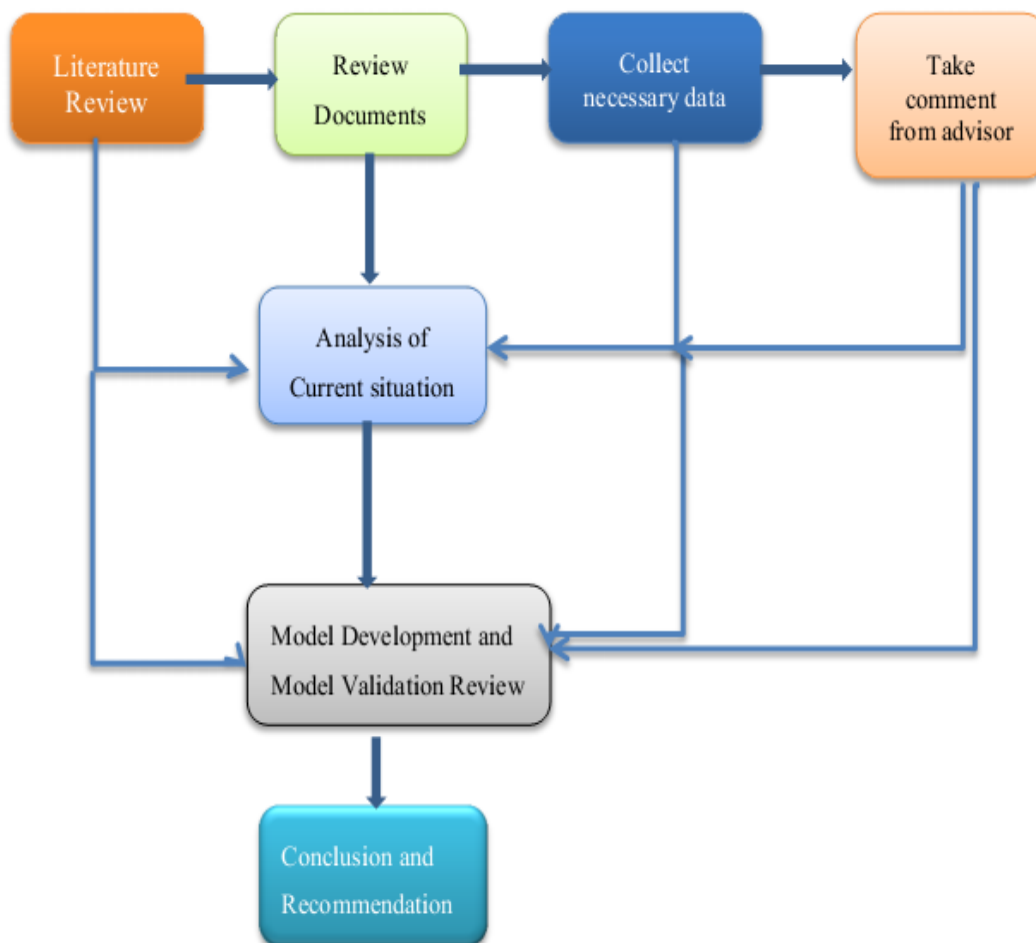 Literature
Review
Review
Documents
Collect
necessary data
Take
comment
from advisor
Analysis of
Current situation
Model Development and
Model Validation Review
Conclusion and
Recommendation